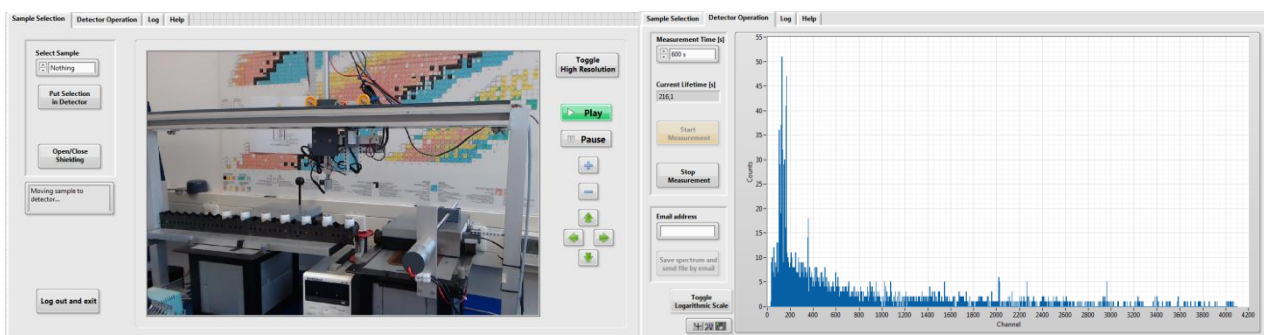 Sample Selection Detector Operation Log Help
Select Sample
Nothing
Put Selection
in Detector
Open/Close
Shielding
Moving sample to
detector...
Log out and exit
Toggle
High Resolution
Play
Pause
Sample Selection Detector Operation Log Help
Measurement Time [s]
600 s
Current Lifetime [s]
216,1
Start
Measurement
Stop
Measurement
Email address
Save spectrum and
send file by email
Toggle
Logarithmic Scale
55
50
45
40
35
30
25
20
15
10
5
0
Counts
0 200 400 600 800 1000 1200 1400 1600 1800 2000 2200 2400 2600 2800 3000 3200 3400 3600 3800 4000 4200
Channel